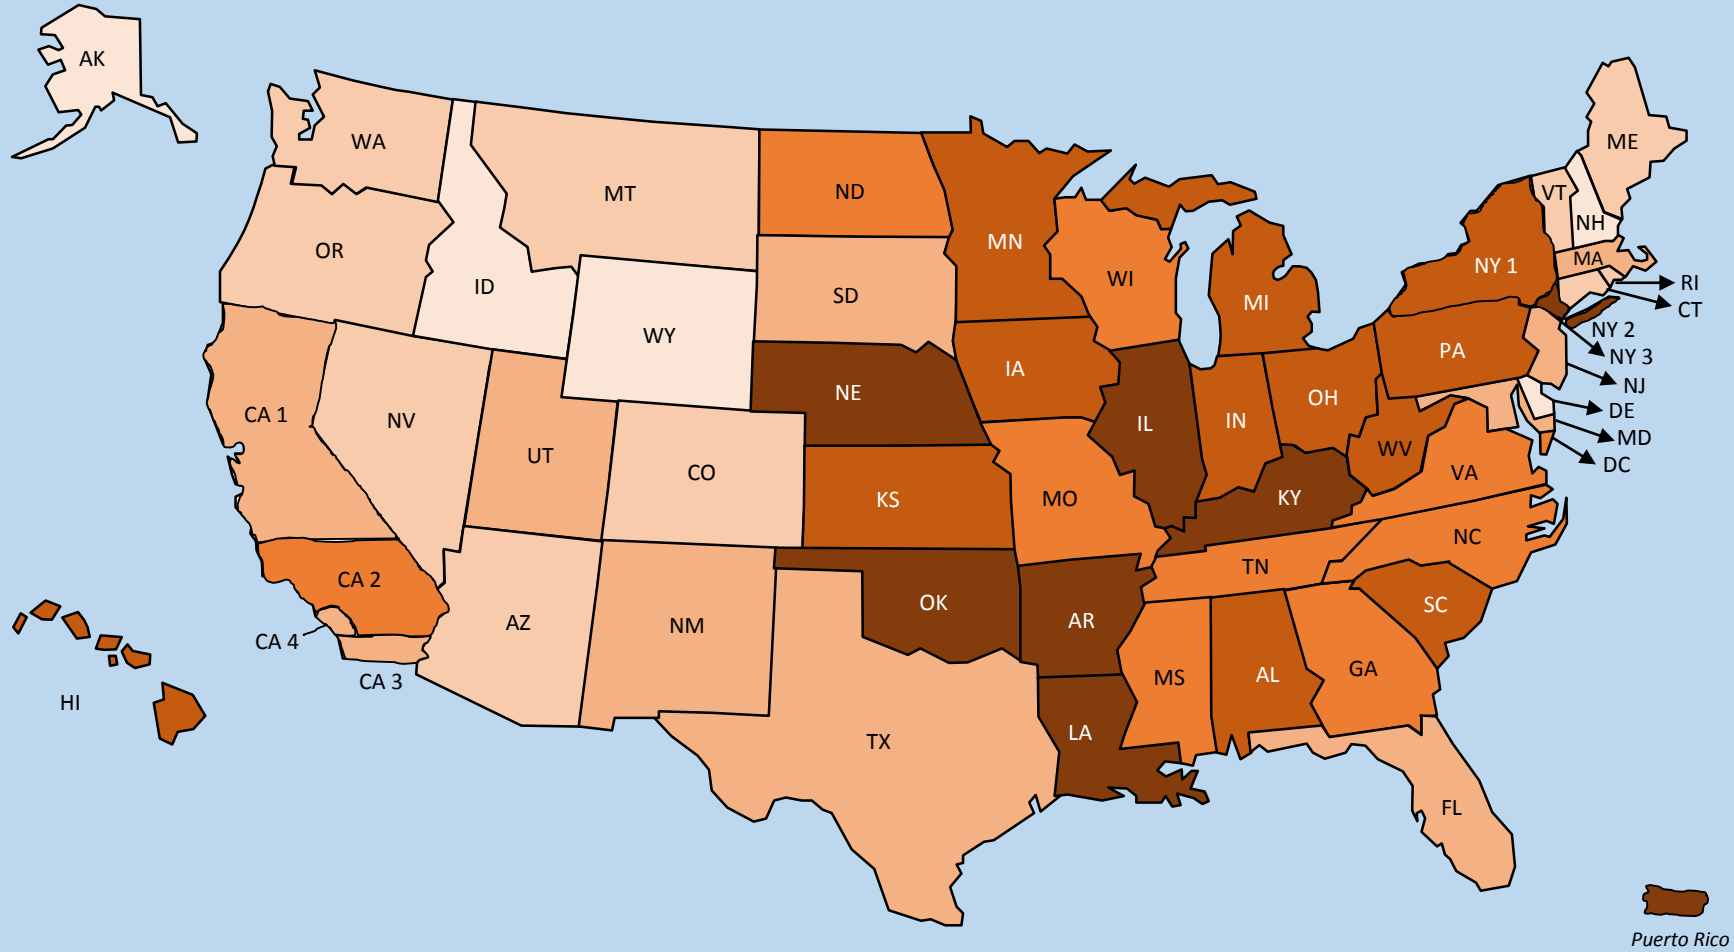 AK
WA
ME
MT
ND
VT
NH
OR
MN
MA
NY 1
WI
ID
RI
SD
MI
CT
NY 2
WY
PA
NY 3
IA
NJ
NE
OH
DE
CA 1
NV
IL
IN
MD
WV
DC
UT
CO
VA
KS
MO
KY
NC
TN
CA 2
OK
SC
AR
AZ
NM
CA 4
GA
AL
MS
CA 3
HI
LA
TX
FL
Puerto Rico